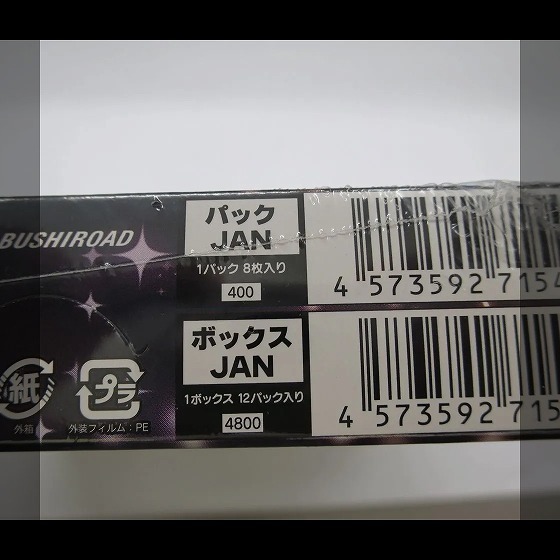 BUSHIROAD
パック
JAN
1パック 8枚入り
400
4 573592 7154
ボックス
JAN
1ボックス 12パック入り
4800
4 573592 715
紙
外箱
プラ
外装フィルム:PE